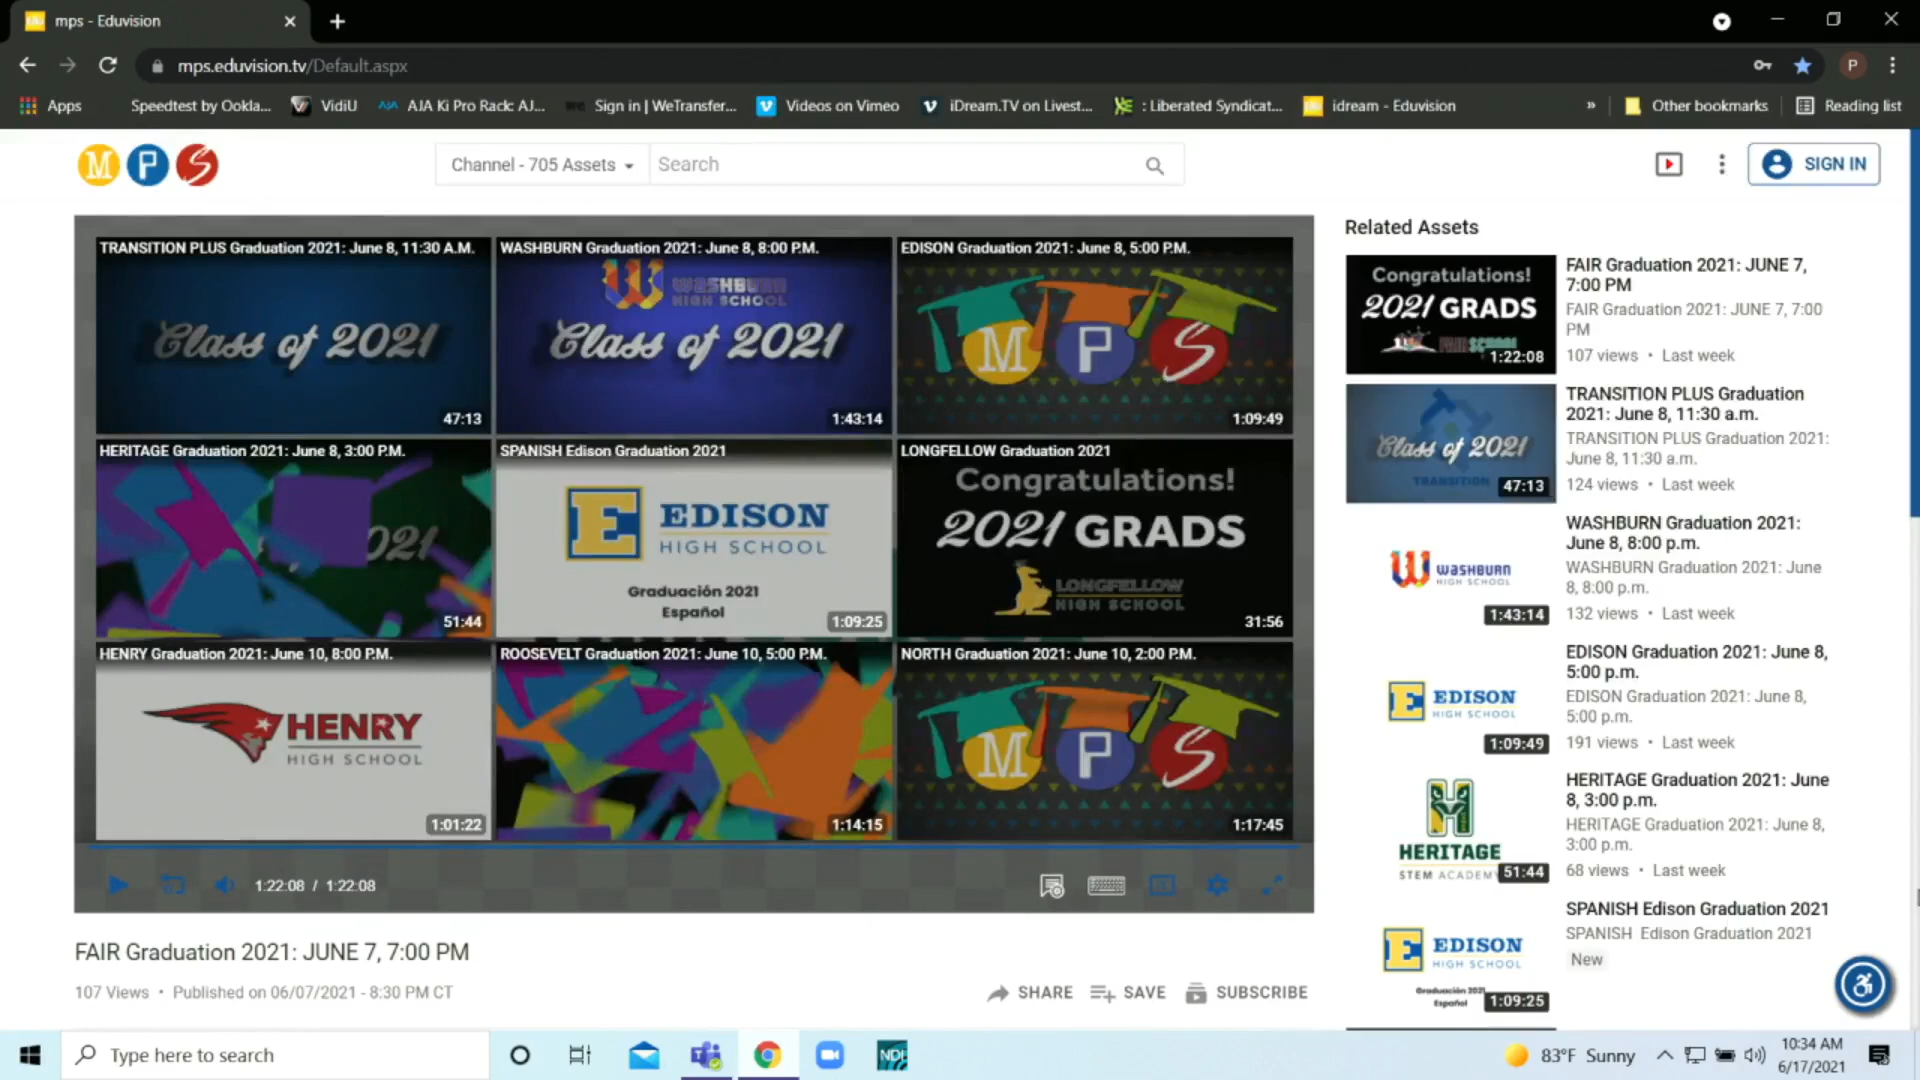 mps - Eduvision
mps.eduvision.tv/Default.aspx
P
Apps
Speedtest by Ookla...
VidiU
AJA Ki Pro Rack: AJ...
Sign in | WeTransfer...
Videos on Vimeo
iDream.TV on Livest...
: Liberated Syndicat...
idream - Eduvision
»
Other bookmarks
Reading list
M P S
Channel - 705 Assets
Search
SIGN IN
TRANSITION PLUS Graduation 2021: June 8, 11:30 A.M.
Class of 2021
47:13
WASHBURN Graduation 2021: June 8, 8:00 P.M.
WASHBURN
HIGH SCHOOL
Class of 2021
1:43:14
EDISON Graduation 2021: June 8, 5:00 P.M.
M P S
1:09:49
HERITAGE Graduation 2021: June 8, 3:00 P.M.
021
51:44
SPANISH Edison Graduation 2021
E EDISON
HIGH SCHOOL
Graduación 2021
Español
1:09:25
LONGFELLOW Graduation 2021
Congratulations!
2021 GRADS
LONGFELLOW
HIGH SCHOOL
31:56
HENRY Graduation 2021: June 10, 8:00 P.M.
HENRY
HIGH SCHOOL
1:01:22
ROOSEVELT Graduation 2021: June 10, 5:00 P.M.
1:14:15
NORTH Graduation 2021: June 10, 2:00 P.M.
M P S
1:17:45
1:22:08 / 1:22:08
FAIR Graduation 2021: JUNE 7, 7:00 PM
107 Views • Published on 06/07/2021 - 8:30 PM CT
SHARE
SAVE
SUBSCRIBE
Related Assets
Congratulations!
2021 GRADS
FAIR SCHOOL
1:22:08
FAIR Graduation 2021: JUNE 7,
7:00 PM
FAIR Graduation 2021: JUNE 7, 7:00
PM
107 views • Last week
Class of 2021
TRANSITION
47:13
TRANSITION PLUS Graduation
2021: June 8, 11:30 a.m.
TRANSITION PLUS Graduation 2021:
June 8, 11:30 a.m.
124 views • Last week
WASHBURN
HIGH SCHOOL
1:43:14
WASHBURN Graduation 2021:
June 8, 8:00 p.m.
WASHBURN Graduation 2021: June
8, 8:00 p.m.
132 views • Last week
E EDISON
HIGH SCHOOL
1:09:49
EDISON Graduation 2021: June 8,
5:00 p.m.
EDISON Graduation 2021: June 8,
5:00 p.m.
191 views • Last week
H
HERITAGE
STEM ACADEMY
51:44
HERITAGE Graduation 2021: June
8, 3:00 p.m.
HERITAGE Graduation 2021: June 8,
3:00 p.m.
68 views • Last week
E EDISON
HIGH SCHOOL
Graduación 2021
Español
1:09:25
SPANISH Edison Graduation 2021
SPANISH Edison Graduation 2021
New
Type here to search
NDI
83°F Sunny
10:34 AM
6/17/2021